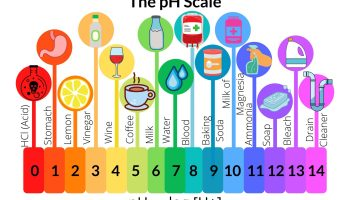 The pH Scale
HCl (Acid)
Stomach
Lemon
Vinegar
Wine
Coffee
Milk
Water
Blood
Baking
Soda
Milk of
Magnesia
Ammonia
Soap
Bleach
Drain
Cleaner
0 1 2 3 4 5 6 7 8 9 10 11 12 13 14